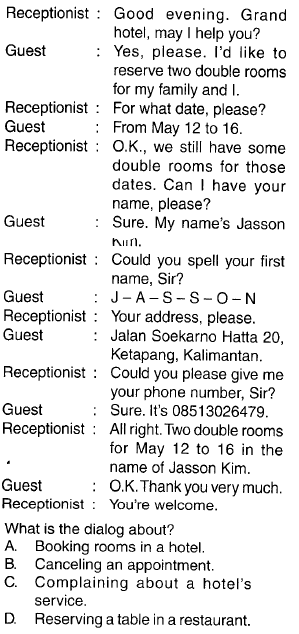 Receptionist : Good evening. Grand
hotel, may I help you?
Guest : Yes, please. I'd like to
reserve two double rooms
for my family and I.
Receptionist : For what date, please?
Guest : From May 12 to 16.
Receptionist : O.K., we still have some
double rooms for those
dates. Can I have your
name, please?
Guest : Sure. My name's Jasson
Kim.
Receptionist : Could you spell your first
name, Sir?
Guest : J – A – S – S – O – N
Receptionist : Your address, please.
Guest : Jalan Soekarno Hatta 20,
Ketapang, Kalimantan.
Receptionist : Could you please give me
your phone number, Sir?
Guest : Sure. It's 08513026479.
Receptionist : All right. Two double rooms
for May 12 to 16 in the
name of Jasson Kim.
Guest : O.K. Thank you very much.
Receptionist : You're welcome.
What is the dialog about?
A. Booking rooms in a hotel.
B. Canceling an appointment.
C. Complaining about a hotel's
service.
D. Reserving a table in a restaurant.